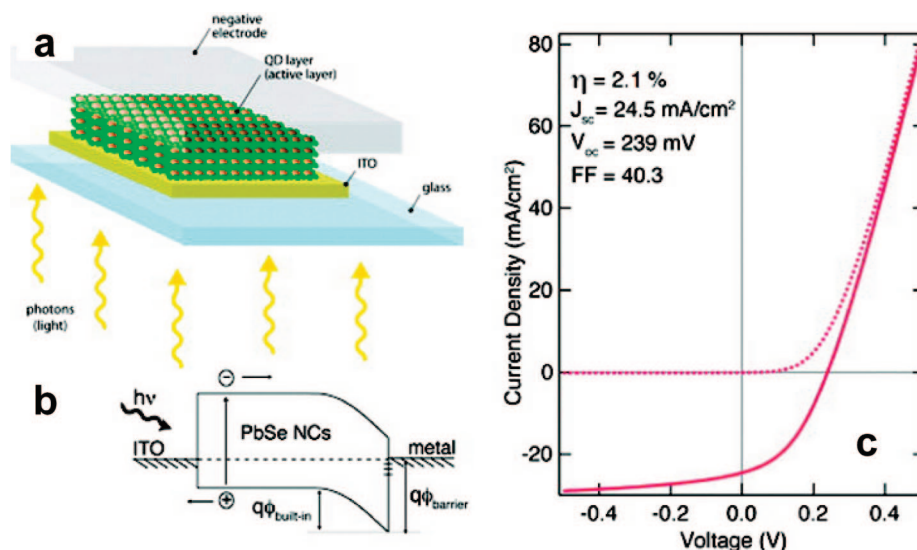 a
negative
electrode
QD layer
(active layer)
ITO
glass
photons
(light)
b
hν
ITO
PbSe NCs
metal
qϕbuilt-in
qϕbarrier
c
η = 2.1 %
Jsc = 24.5 mA/cm²
Voc = 239 mV
FF = 40.3
Current Density (mA/cm²)
80
60
40
20
0
-20
-0.4
-0.2
0.0
0.2
0.4
Voltage (V)